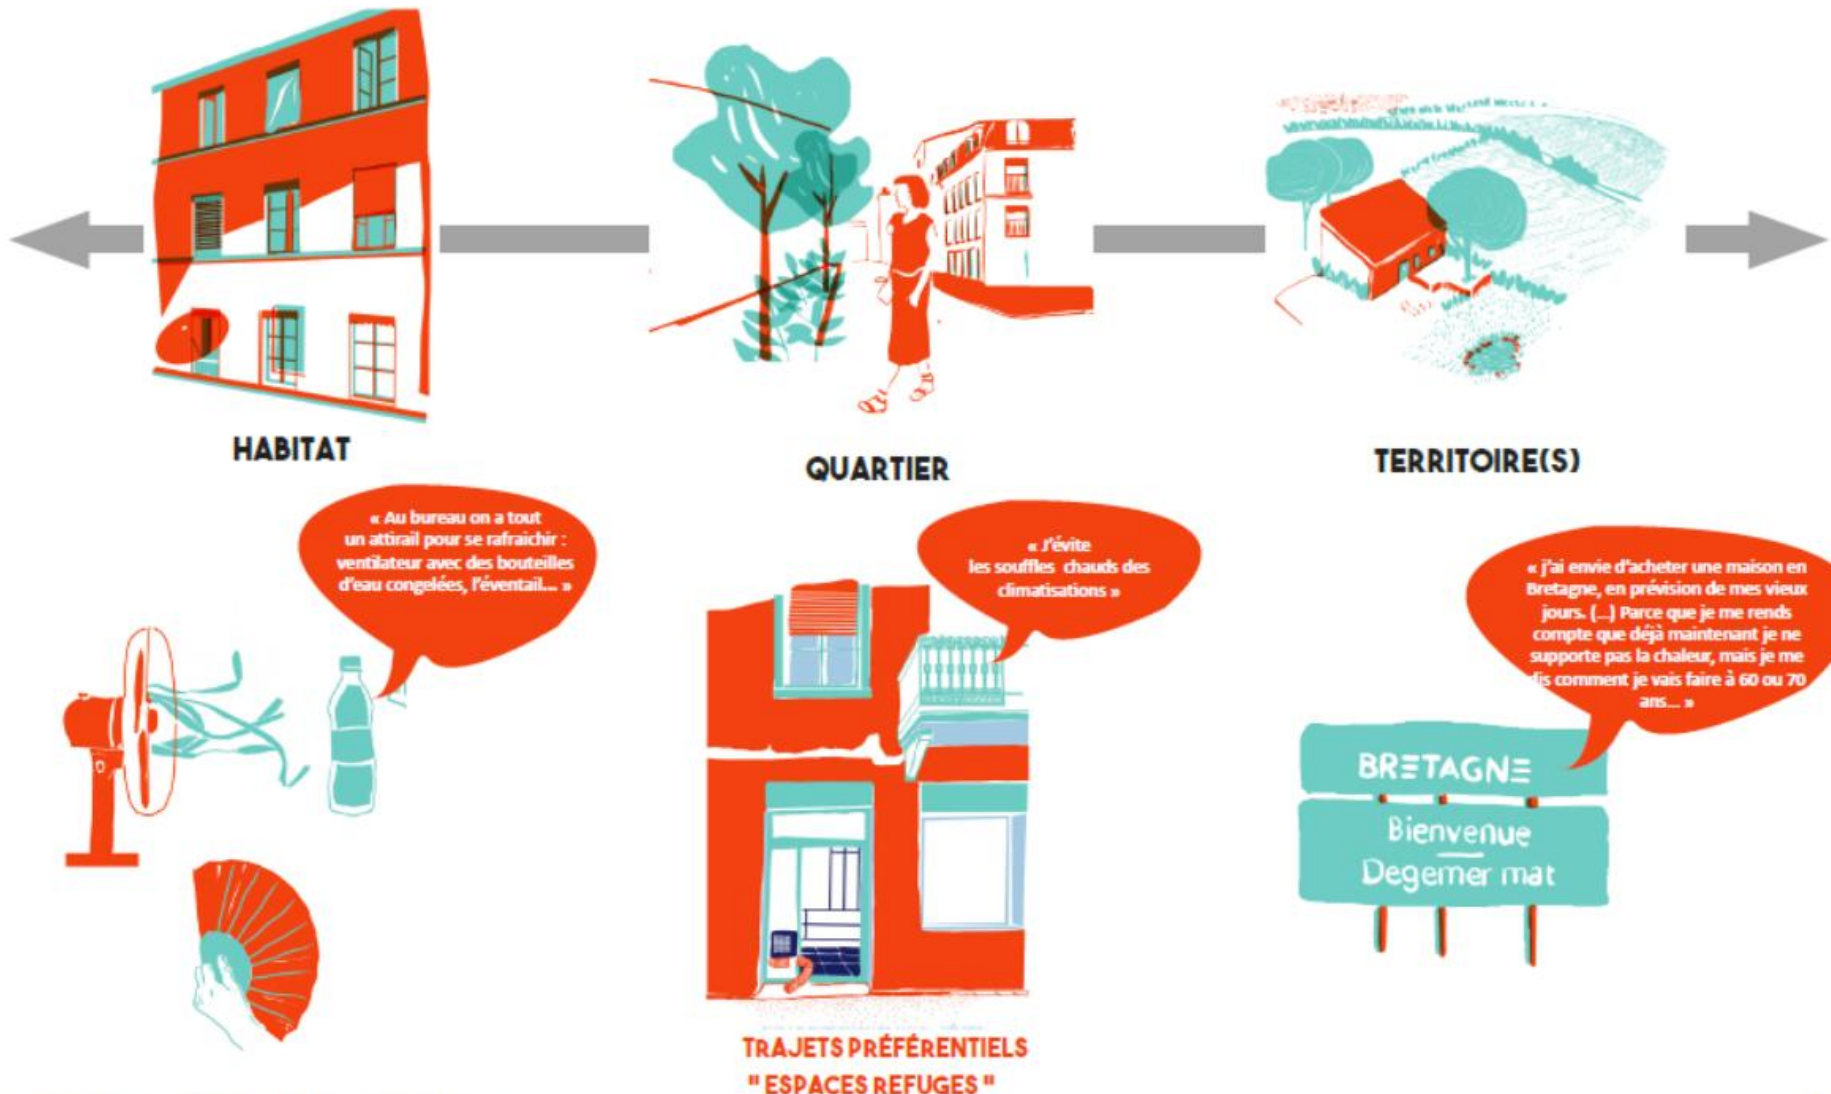 HABITAT
QUARTIER
TERRITOIRE(S)
« Au bureau on a tout
un attirail pour se rafraichir :
ventilateur avec des bouteilles
d'eau congelées, l'éventail... »
« J'évite
les souffles chauds des
climatisations »
« j'ai envie d'acheter une maison en
Bretagne, en prévision de mes vieux
jours. (...) Parce que je me rends
compte que déjà maintenant je ne
supporte pas la chaleur, mais je me
dis comment je vais faire à 60 ou 70
ans... »
BRETAGNE
Bienvenue
Degemer mat
TRAJETS PRÉFÉRENTIELS
" ESPACES REFUGES "